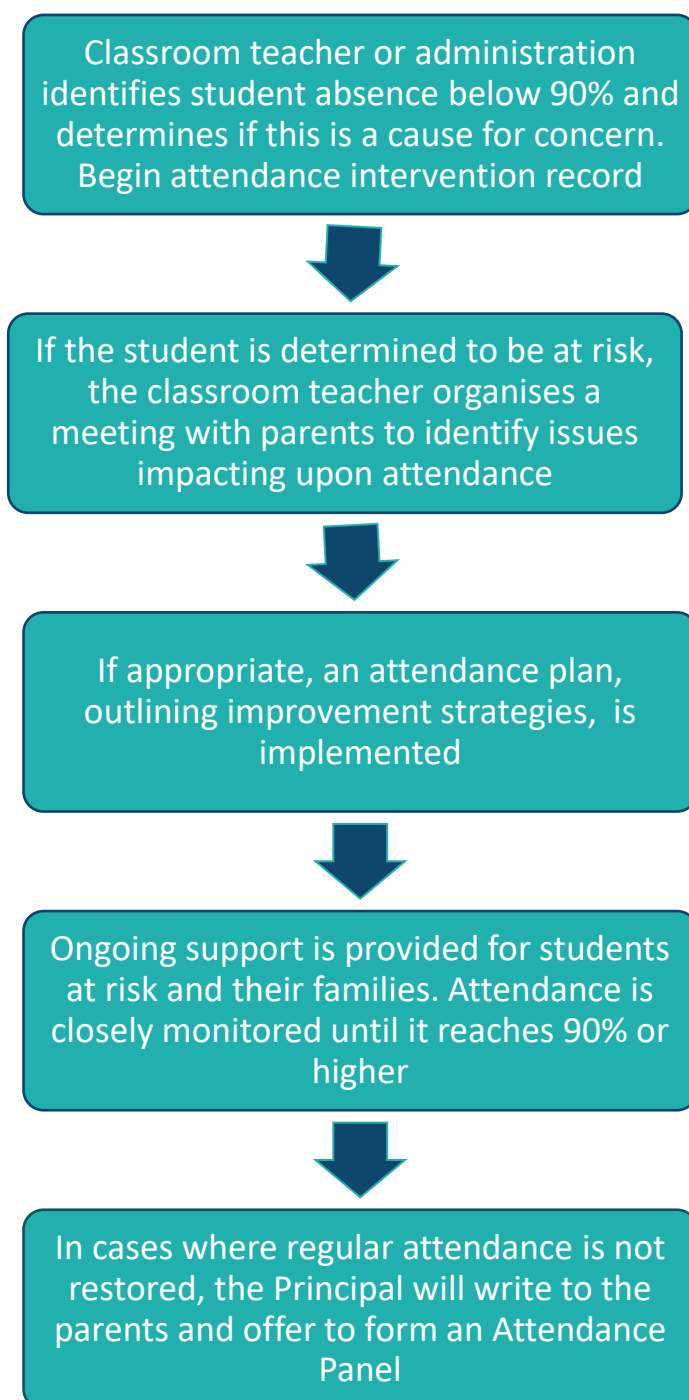 Classroom teacher or administration
identifies student absence below 90% and
determines if this is a cause for concern.
Begin attendance intervention record
If the student is determined to be at risk,
the classroom teacher organises a
meeting with parents to identify issues
impacting upon attendance
If appropriate, an attendance plan,
outlining improvement strategies,  is
implemented
Ongoing support is provided for students
at risk and their families. Attendance is
closely monitored until it reaches 90% or
higher
In cases where regular attendance is not
restored, the Principal will write to the
parents and offer to form an Attendance
Panel